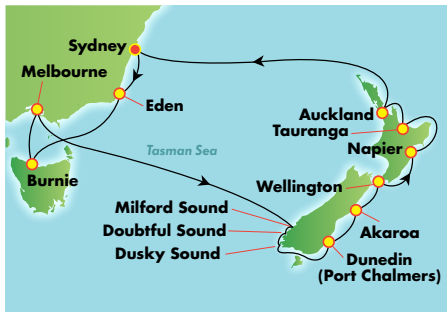 Sydney
Melbourne
Eden
Auckland
Tauranga
Tasman Sea
Napier
Burnie
Wellington
Milford Sound
Doubtful Sound
Akaroa
Dusky Sound
Dunedin
(Port Chalmers)